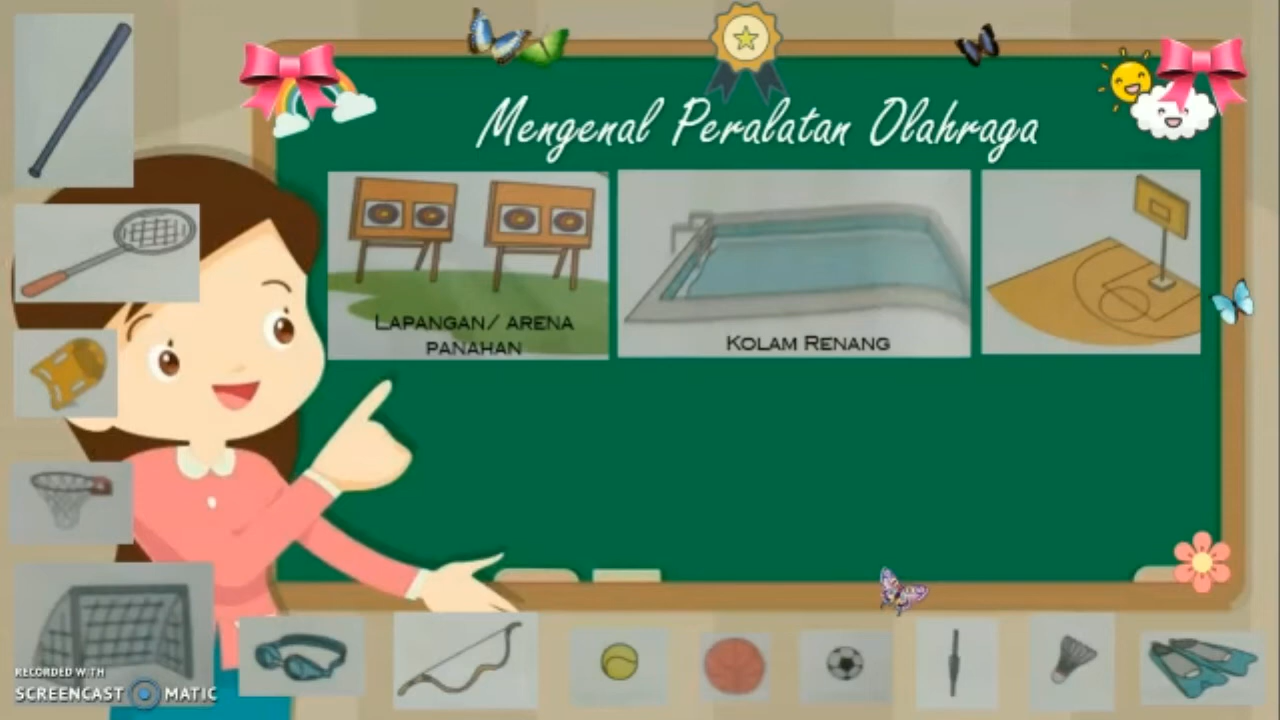 Mengenal Peralatan Olahraga
LAPANGAN/ ARENA
PANAHAN
KOLAM RENANG
RECORDED WITH
SCREENCAST MATIC